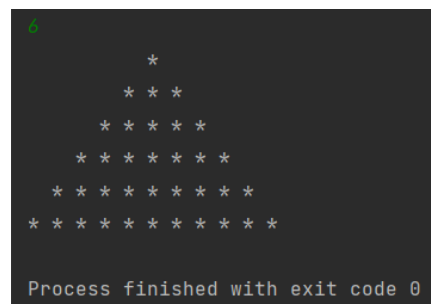 6
          *
        * * *
      * * * * *
    * * * * * * *
  * * * * * * * * *
* * * * * * * * * * *
Process finished with exit code 0